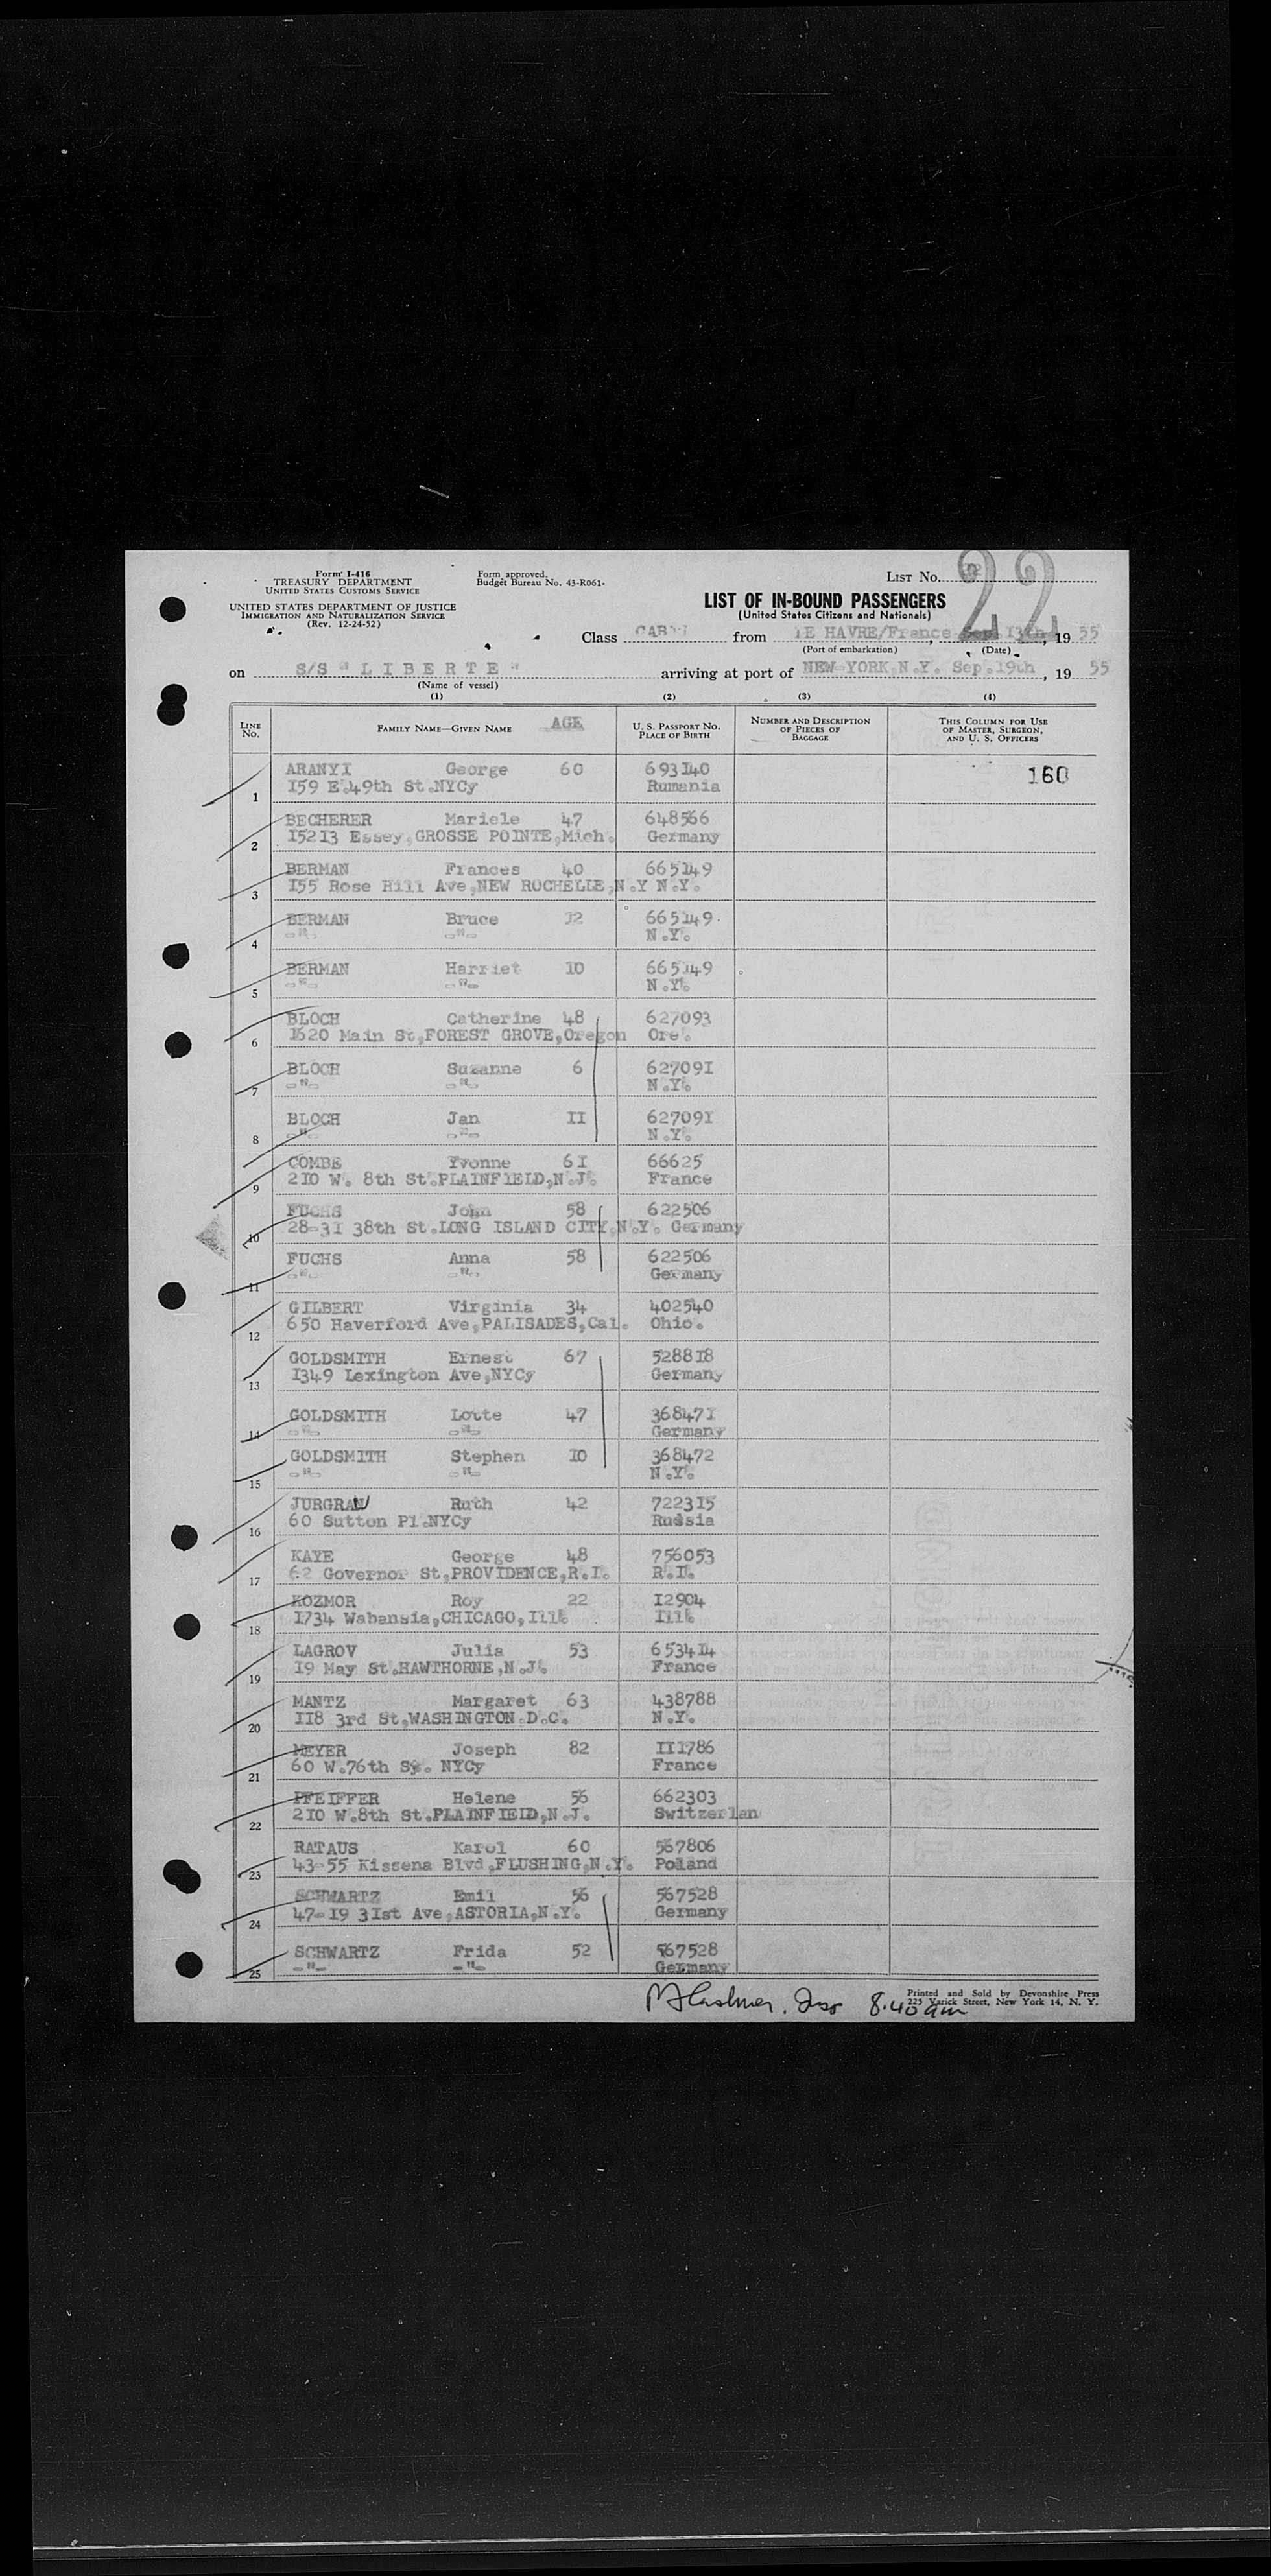 Form I-416
TREASURY DEPARTMENT
UNITED STATES CUSTOMS SERVICE
UNITED STATES DEPARTMENT OF JUSTICE
IMMIGRATION AND NATURALIZATION SERVICE
(Rev. 12-24-52)
Form approved.
Budget Bureau No. 43-R061-
LIST No. 22
LIST OF IN-BOUND PASSENGERS
(United States Citizens and Nationals)
Class CABIN from LE HAVRE/France, Sep.13th, 19 55
(Port of embarkation) (Date)
on S/S " L I B E R T E " arriving at port of NEW-YORK.N.Y. Sep.19th, 19 55
(Name of vessel)
(1) (2) (3) (4)
LINE No. FAMILY NAME—GIVEN NAME AGE U. S. PASSPORT NO. PLACE OF BIRTH NUMBER AND DESCRIPTION OF PIECES OF BAGGAGE THIS COLUMN FOR USE OF MASTER, SURGEON, AND U. S. OFFICERS
ARANYI George 60 693140 160
1 159 E.49th St.NYCy Rumania
BECHERER Mariele 47 648566
2 15213 Essey,GROSSE POINTE,Mich. Germany
BERMAN Frances 40 665149
3 155 Rose Hill Ave,NEW ROCHELLE,N.Y N.Y.
BERMAN Bruce 12 665149
4 -"- -"- N.Y.
BERMAN Harriet 10 665149
5 -"- -"- N.Y.
BLOCH Catherine 48 627093
6 1620 Main St,FOREST GROVE,Oregon Ore.
BLOCH Suzanne 6 627091
7 -"- -"- N.Y.
BLOCH Jan II 627091
8 -"- -"- N.Y.
COMBE Yvonne 61 66625
9 210 W. 8th St.PLAINFIELD,N.J. France
FUCHS John 58 622506
10 28-31 38th St.LONG ISLAND CITY,N.Y. Germany
FUCHS Anna 58 622506
11 -"- -"- Germany
GILBERT Virginia 34 402540
12 650 Haverford Ave,PALISADES,Cal. Ohio.
GOLDSMITH Ernest 67 528818
13 1349 Lexington Ave,NYCy Germany
GOLDSMITH Lotte 47 368471
14 -"- -"- Germany
GOLDSMITH Stephen 10 368472
15 -"- -"- N.Y.
JURGRAU Ruth 42 722315
16 60 Sutton Pl.NYCy Russia
KAYE George 48 756053
17 62 Governor St,PROVIDENCE,R.I. R.I.
KOZMOR Roy 22 12904
18 1734 Wabansia,CHICAGO,Ill. Ill.
LAGROV Julia 53 653414
19 19 May St.HAWTHORNE,N.J. France
MANTZ Margaret 63 438788
20 118 3rd St,WASHINGTON.D.C. N.Y.
MEYER Joseph 82 111786
21 60 W.76th Sy. NYCy France
PFEIFFER Helene 56 662303
22 210 W.8th St.PLAINFIELD,N.J. Switzerlan
RATAUS Karol 60 567806
23 43-55 Kissena Blvd,FLUSHING,N.Y. Poland
SCHWARTZ Emil 56 567528
24 47-19 31st Ave,ASTORIA,N.Y. Germany
SCHWARTZ Frida 52 567528
25 -"- -"- Germany
8.40 am
Printed and Sold by Devonshire Press
225 Varick Street, New York 14, N. Y.